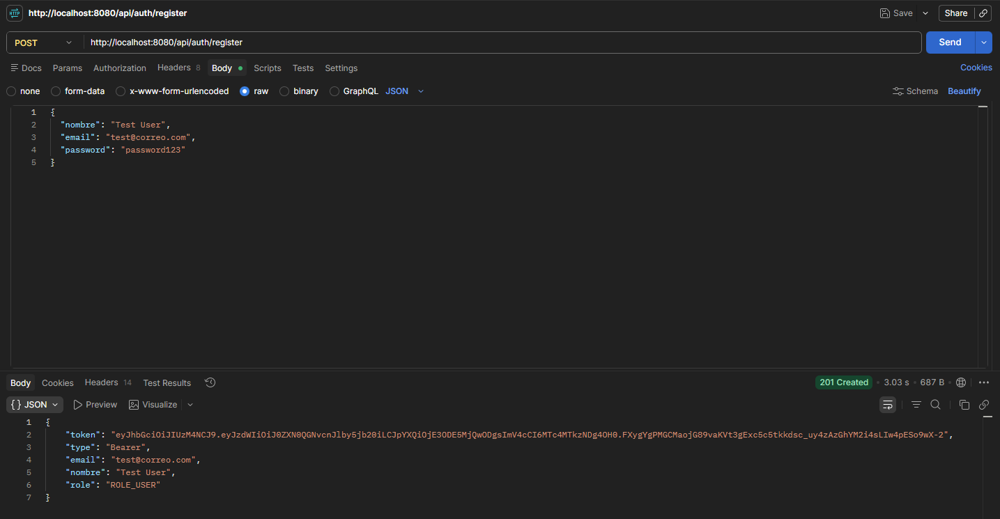 HTTP http://localhost:8080/api/auth/register Save Share
POST http://localhost:8080/api/auth/register Send
Docs Params Authorization Headers 8 Body Scripts Tests Settings Cookies
none form-data x-www-form-urlencoded raw binary GraphQL JSON Schema Beautify
1 {
2 "nombre": "Test User",
3 "email": "test@correo.com",
4 "password": "password123"
5 }
Body Cookies Headers 14 Test Results 201 Created • 3.03 s • 687 B
{} JSON Preview Visualize
1 {
2 "token": "eyJhbGciOiJIUzM4NCJ9.eyJzdWIiOiJ0ZXN0QGNvcnJlby5jb20iLCJpYXQiOjE3ODE5MjQwODgsImV4cCI6MTc4MTkzNDg4OH0.FXygYgPMGCMaojG89vaKVt3gExc5c5tkkdsc_uy4zAzGhYM2i4sLIw4pESo9wX-2",
3 "type": "Bearer",
4 "email": "test@correo.com",
5 "nombre": "Test User",
6 "role": "ROLE_USER"
7 }